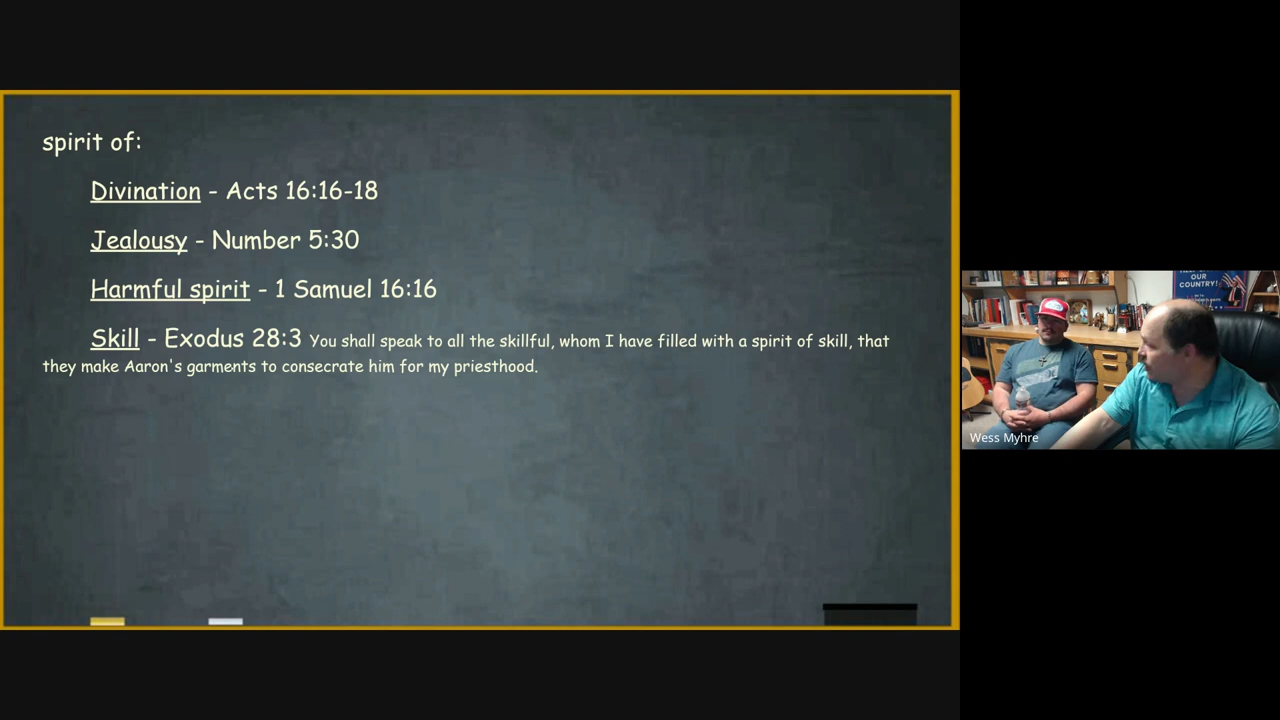 spirit of:
Divination - Acts 16:16-18
Jealousy - Number 5:30
Harmful spirit - 1 Samuel 16:16
Skill - Exodus 28:3 You shall speak to all the skillful, whom I have filled with a spirit of skill, that
they make Aaron's garments to consecrate him for my priesthood.
OUR
COUNTRY!
Wess Myhre